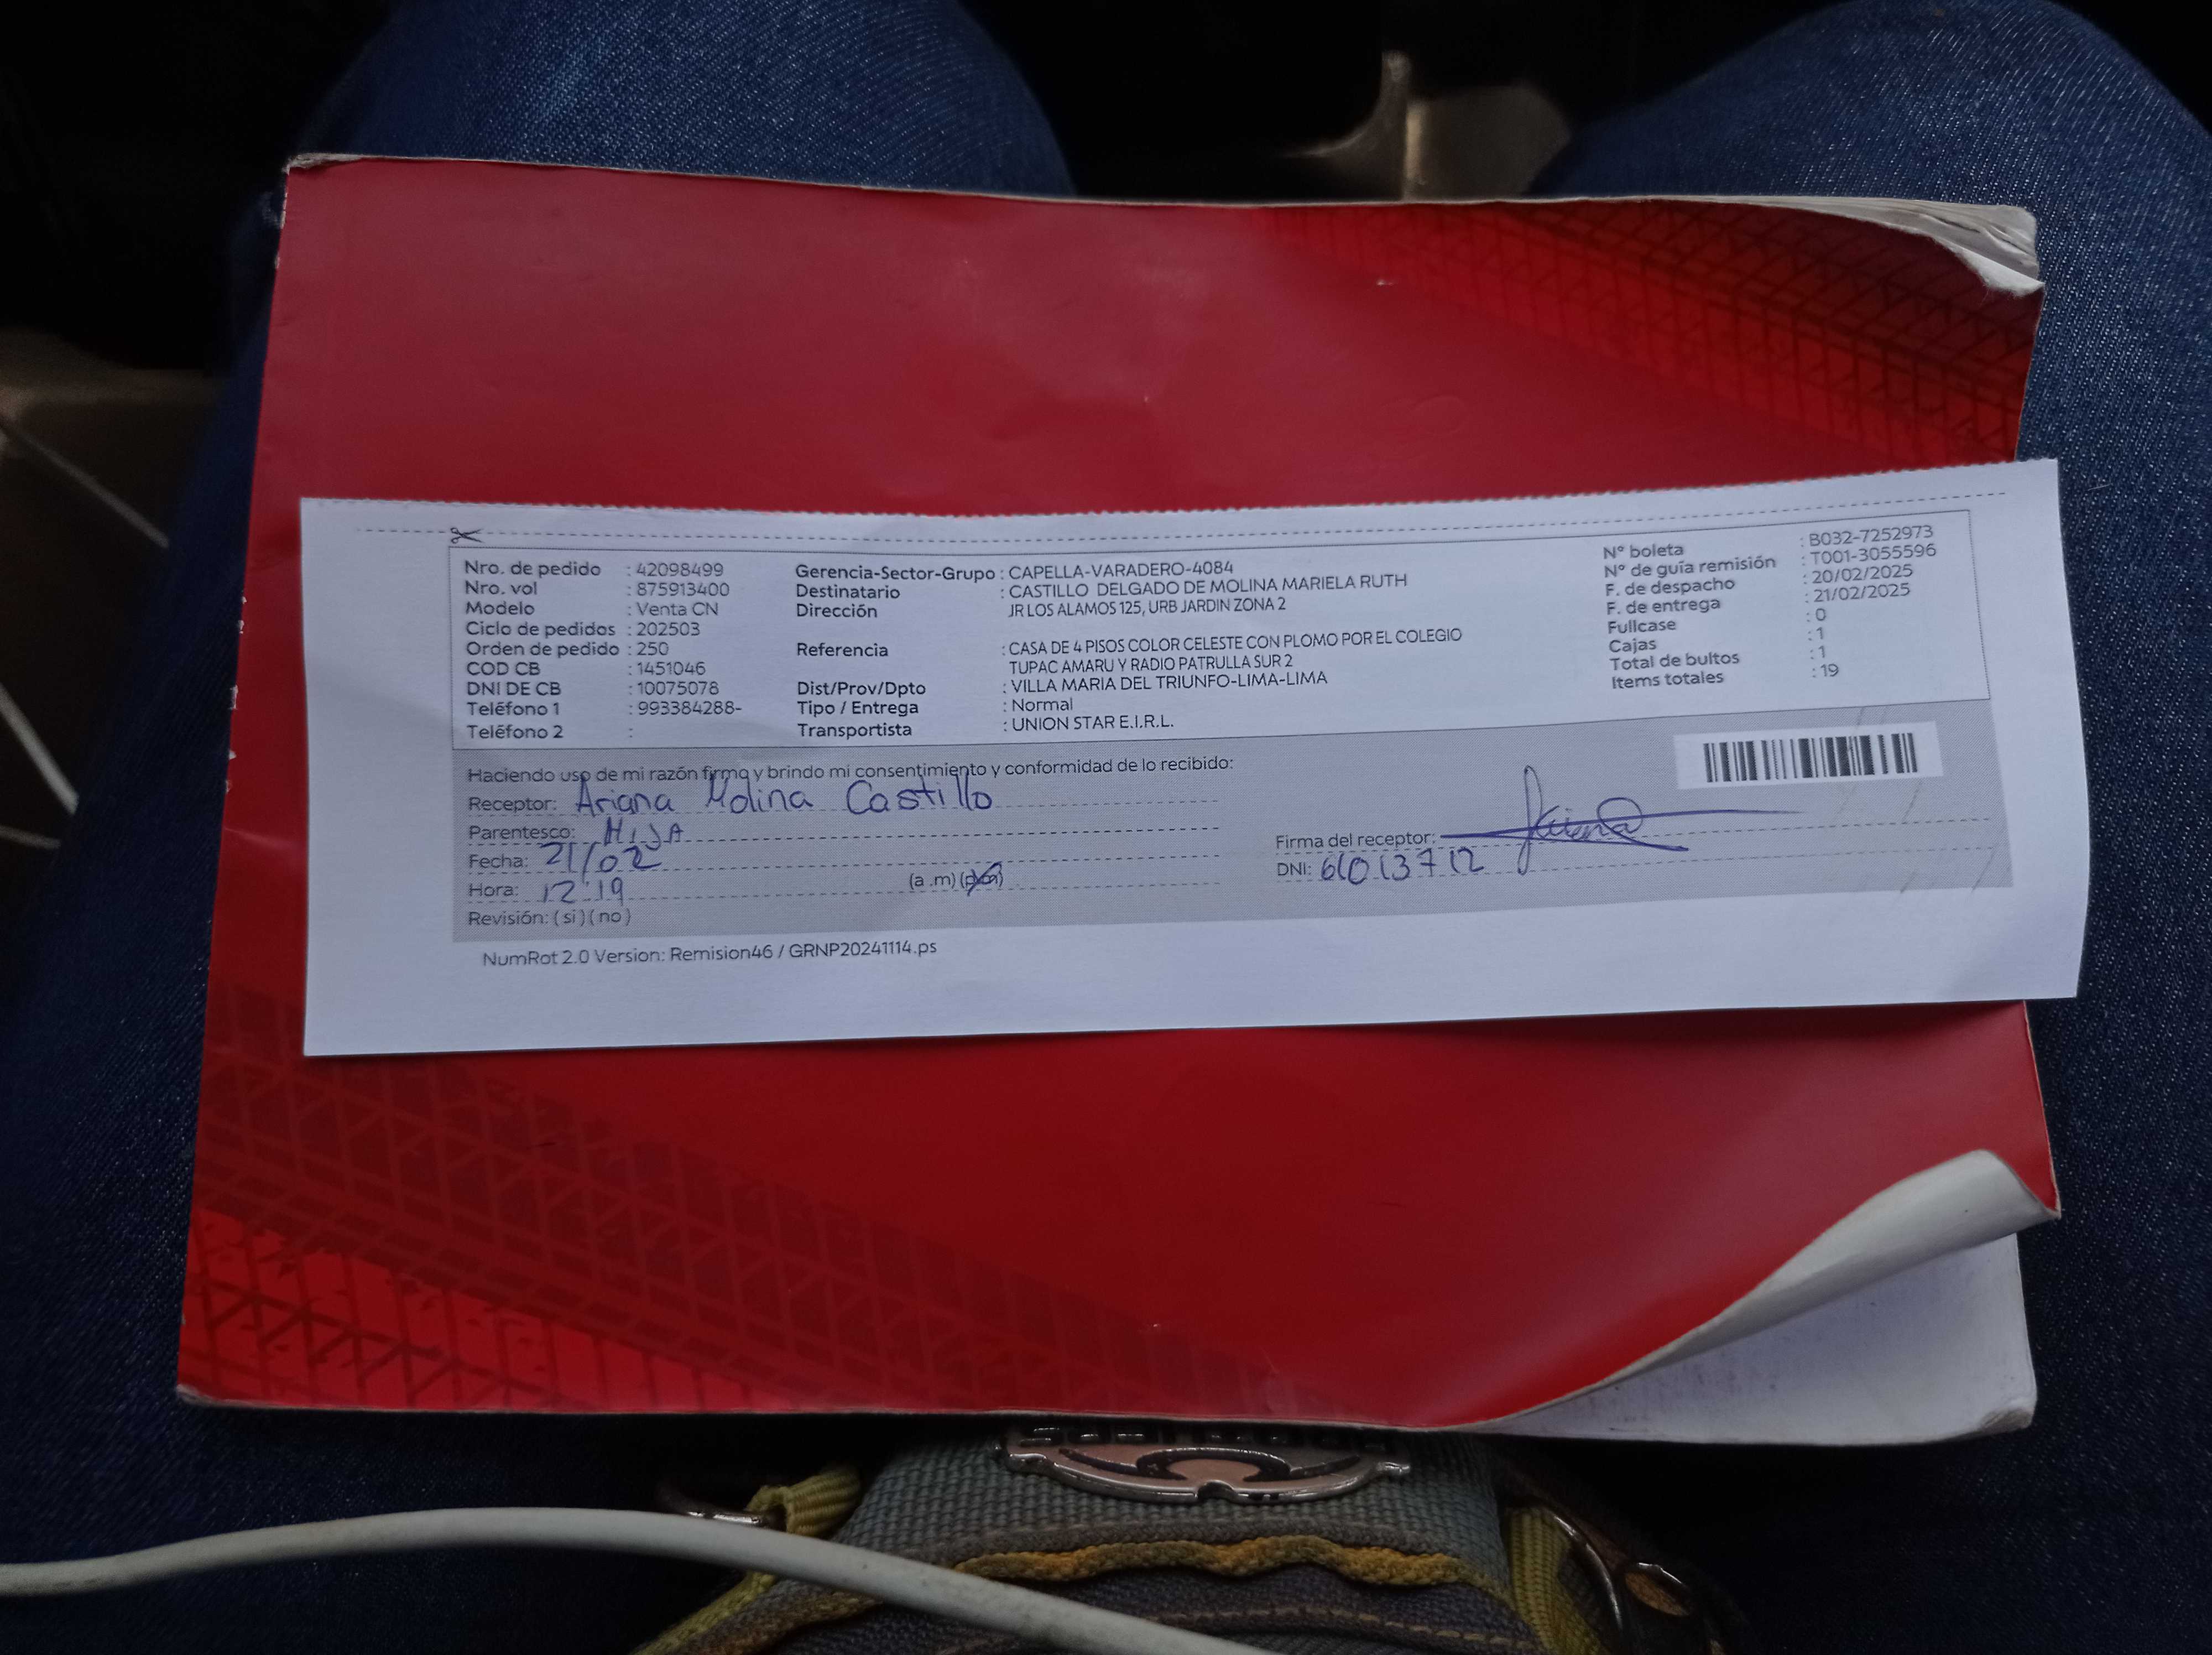 Nro. de pedido : 42098499
Nro. vol : 875913400
Modelo : Venta CN
Ciclo de pedidos : 202503
Orden de pedido : 250
COD CB : 1451046
DNI DE CB : 10075078
Teléfono 1 : 993384288-
Teléfono 2 :
Gerencia-Sector-Grupo : CAPELLA-VARADERO-4084
Destinatario : CASTILLO DELGADO DE MOLINA MARIELA RUTH
Dirección JR LOS ALAMOS 125, URB JARDIN ZONA 2
Referencia : CASA DE 4 PISOS COLOR CELESTE CON PLOMO POR EL COLEGIO
TUPAC AMARU Y RADIO PATRULLA SUR 2
Dist/Prov/Dpto : VILLA MARIA DEL TRIUNFO-LIMA-LIMA
Tipo / Entrega : Normal
Transportista : UNION STAR E.I.R.L.
N° boleta : B032-7252973
N° de guía remisión : T001-3055596
F. de despacho : 20/02/2025
F. de entrega : 21/02/2025
Fullcase : 0
Cajas : 1
Total de bultos : 1
Items totales : 19
Haciendo uso de mi razón firma y brindo mi consentimiento y conformidad de lo recibido:
Receptor: Ariana Molina Castillo
Parentesco: HIJA
Fecha: 21/02
Hora: 12:19 (a .m) (p.m)
Revisión: ( si ) ( no )
Firma del receptor:
DNI: 61013712
NumRot 2.0 Version: Remision46 / GRNP20241114.ps